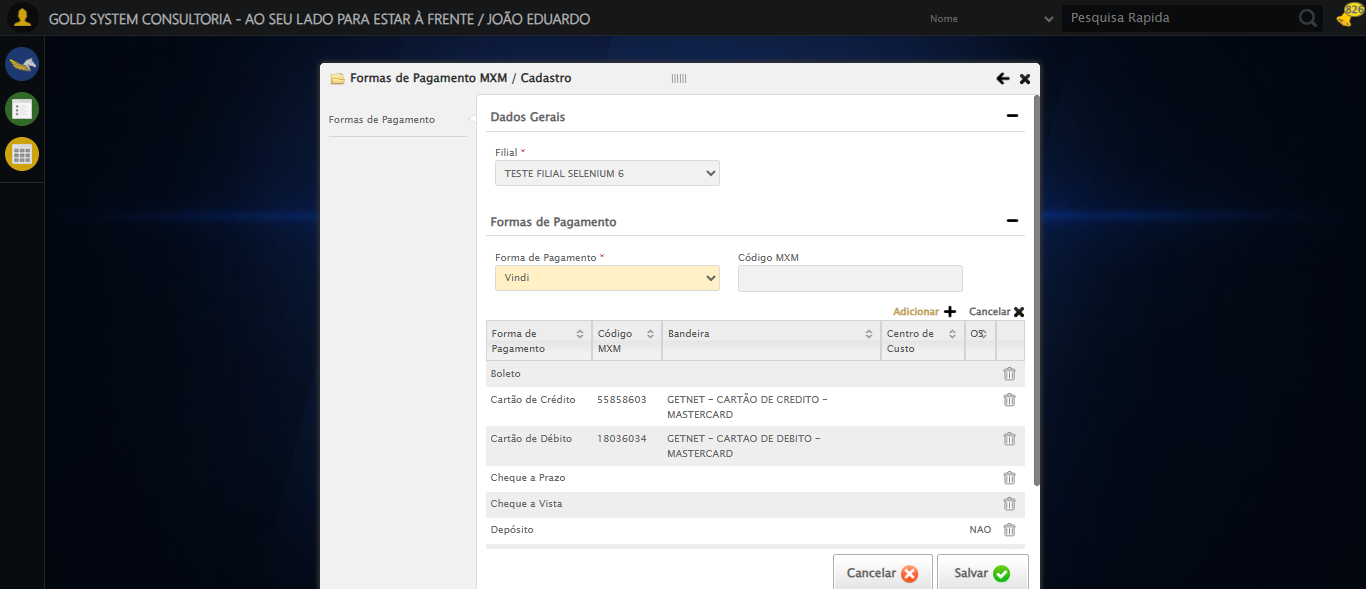 GOLD SYSTEM CONSULTORIA - AO SEU LADO PARA ESTAR À FRENTE / JOÃO EDUARDO
Nome
Pesquisa Rapida
826
Formas de Pagamento MXM / Cadastro
Formas de Pagamento
Dados Gerais
Filial *
TESTE FILIAL SELENIUM 6
Formas de Pagamento
Forma de Pagamento *
Código MXM
Vindi
Adicionar
Cancelar
Forma de Pagamento
Código MXM
Bandeira
Centro de Custo
OS
Boleto
Cartão de Crédito 55858603 GETNET - CARTÃO DE CREDITO - MASTERCARD
Cartão de Débito 18036034 GETNET - CARTAO DE DEBITO - MASTERCARD
Cheque a Prazo
Cheque a Vista
Depósito NAO
Cancelar
Salvar